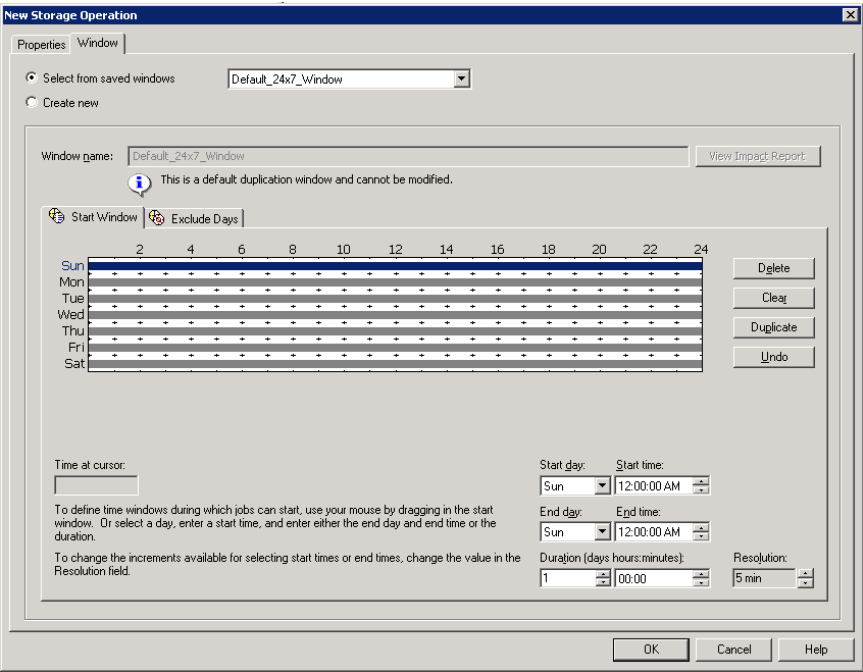 New Storage Operation
Properties Window
Select from saved windows Default_24x7_Window
Create new
Window name: Default_24x7_Window View Impact Report
This is a default duplication window and cannot be modified.
Start Window Exclude Days
2 4 6 8 10 12 14 16 18 20 22 24
Sun
Mon
Tue
Wed
Thu
Fri
Sat
Delete
Clear
Duplicate
Undo
Time at cursor:
To define time windows during which jobs can start, use your mouse by dragging in the start
window. Or select a day, enter a start time, and enter either the end day and end time or the
duration.
To change the increments available for selecting start times or end times, change the value in the
Resolution field.
Start day: Start time:
Sun 12:00:00 AM
End day: End time:
Sun 12:00:00 AM
Duration (days hours:minutes): Resolution:
1 00:00 5 min
OK Cancel Help